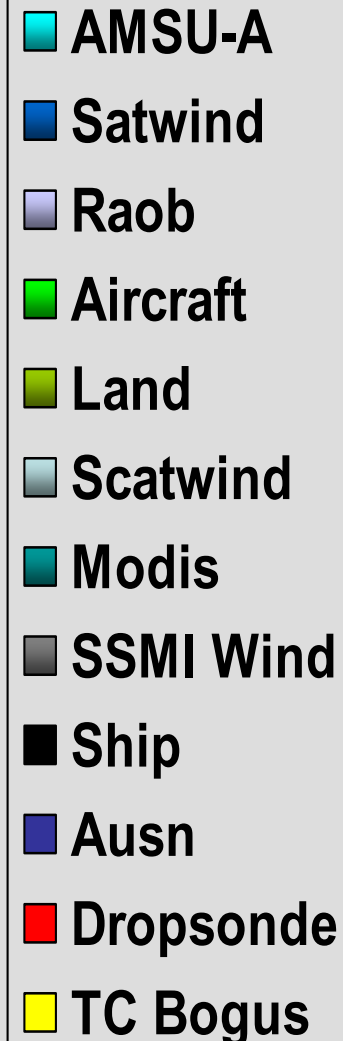 AMSU-A
Satwind
Raob
Aircraft
Land
Scatwind
Modis
SSMI Wind
Ship
Ausn
Dropsonde
TC Bogus